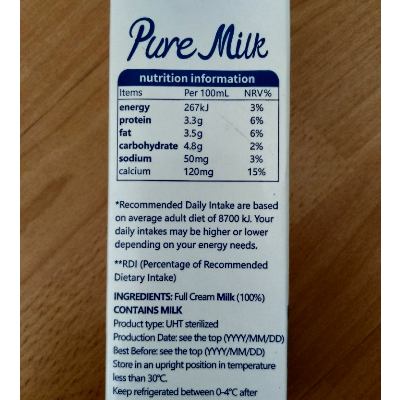 Pure Milk
nutrition information
Items Per 100mL NRV%
energy 267kJ 3%
protein 3.3g 6%
fat 3.5g 6%
carbohydrate 4.8g 2%
sodium 50mg 3%
calcium 120mg 15%
*Recommended Daily Intake are based
on average adult diet of 8700 kJ. Your
daily intakes may be higher or lower
depending on your energy needs.
**RDI (Percentage of Recommended
Dietary Intake)
INGREDIENTS: Full Cream Milk (100%)
CONTAINS MILK
Product type: UHT sterilized
Production Date: see the top (YYYY/MM/DD)
Best Before: see the top (YYYY/MM/DD)
Store in an upright position in temperature
less than 30℃.
Keep refrigerated between 0-4℃ after